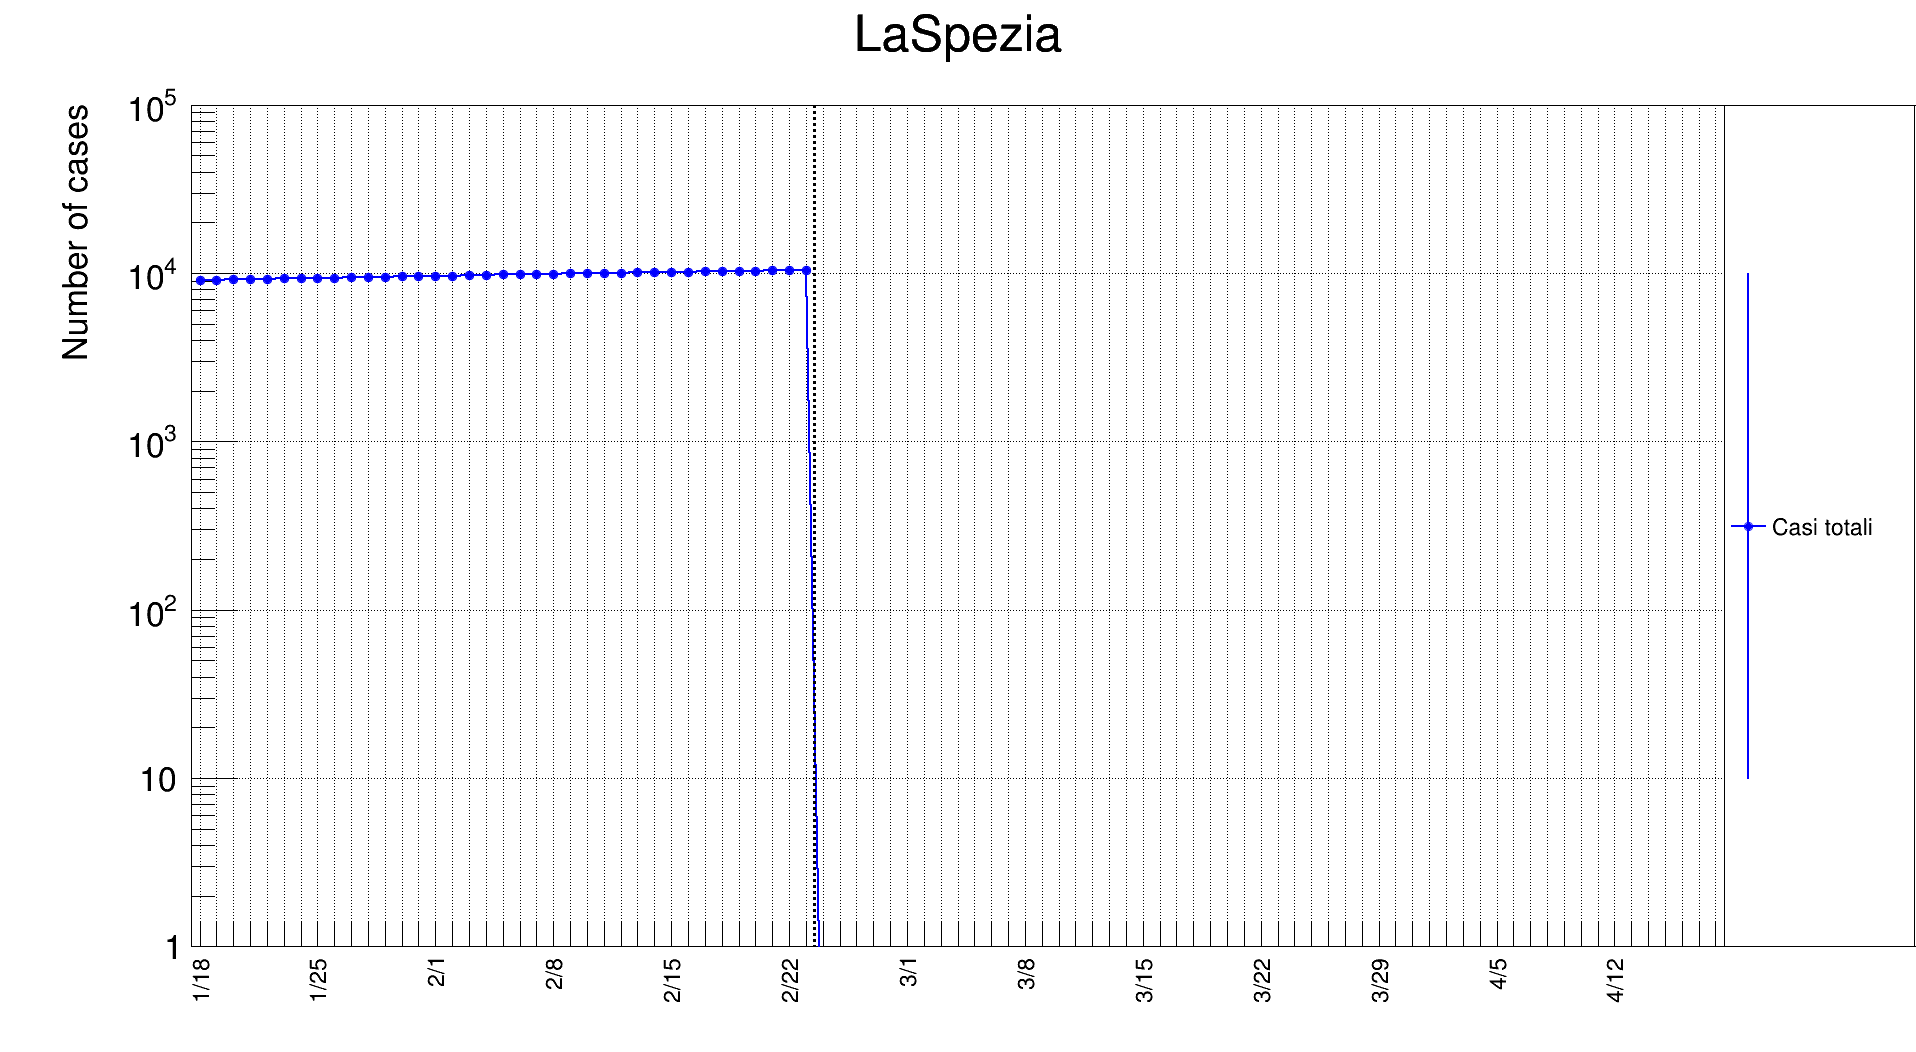 LaSpezia
Number of cases
10^5
10^4
10^3
10^2
10
1
1/18 1/25 2/1 2/8 2/15 2/22 3/1 3/8 3/15 3/22 3/29 4/5 4/12
Casi totali